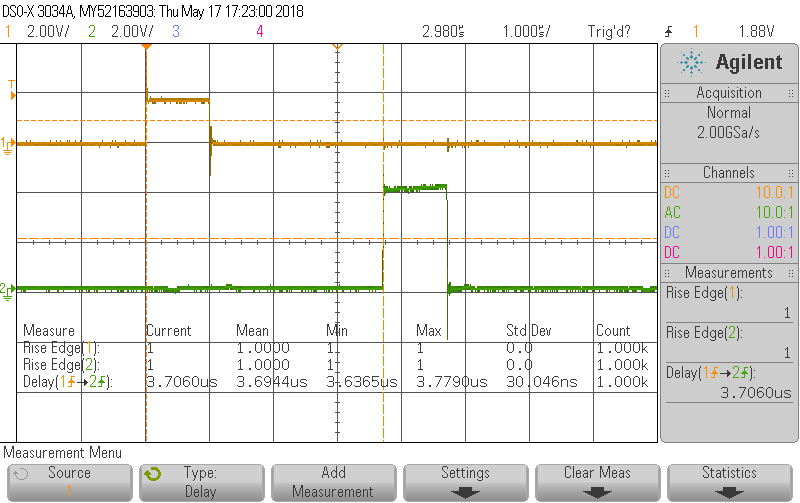 DSO-X 3034A, MY52163903: Thu May 17 17:23:00 2018
1 2.00V/ 2 2.00V/ 3 4 2.980s 1.000s/ Trig'd? 1 1.88V
Agilent
Acquisition
Normal
2.00GSa/s
Channels
DC 10.0:1
AC 10.0:1
DC 1.00:1
DC 1.00:1
Measurements
Rise Edge(1):
1
Rise Edge(2):
1
Delay(1→2):
3.7060us
T
1
2
Measure Current Mean Min Max Std Dev Count
Rise Edge(1): 1 1.0000 1 1 0.0 1.000k
Rise Edge(2): 1 1.0000 1 1 0.0 1.000k
Delay(1→2): 3.7060us 3.6944us 3.6365us 3.7790us 30.046ns 1.000k
Measurement Menu
Source
1
Type:
Delay
Add
Measurement
Settings
Clear Meas
Statistics